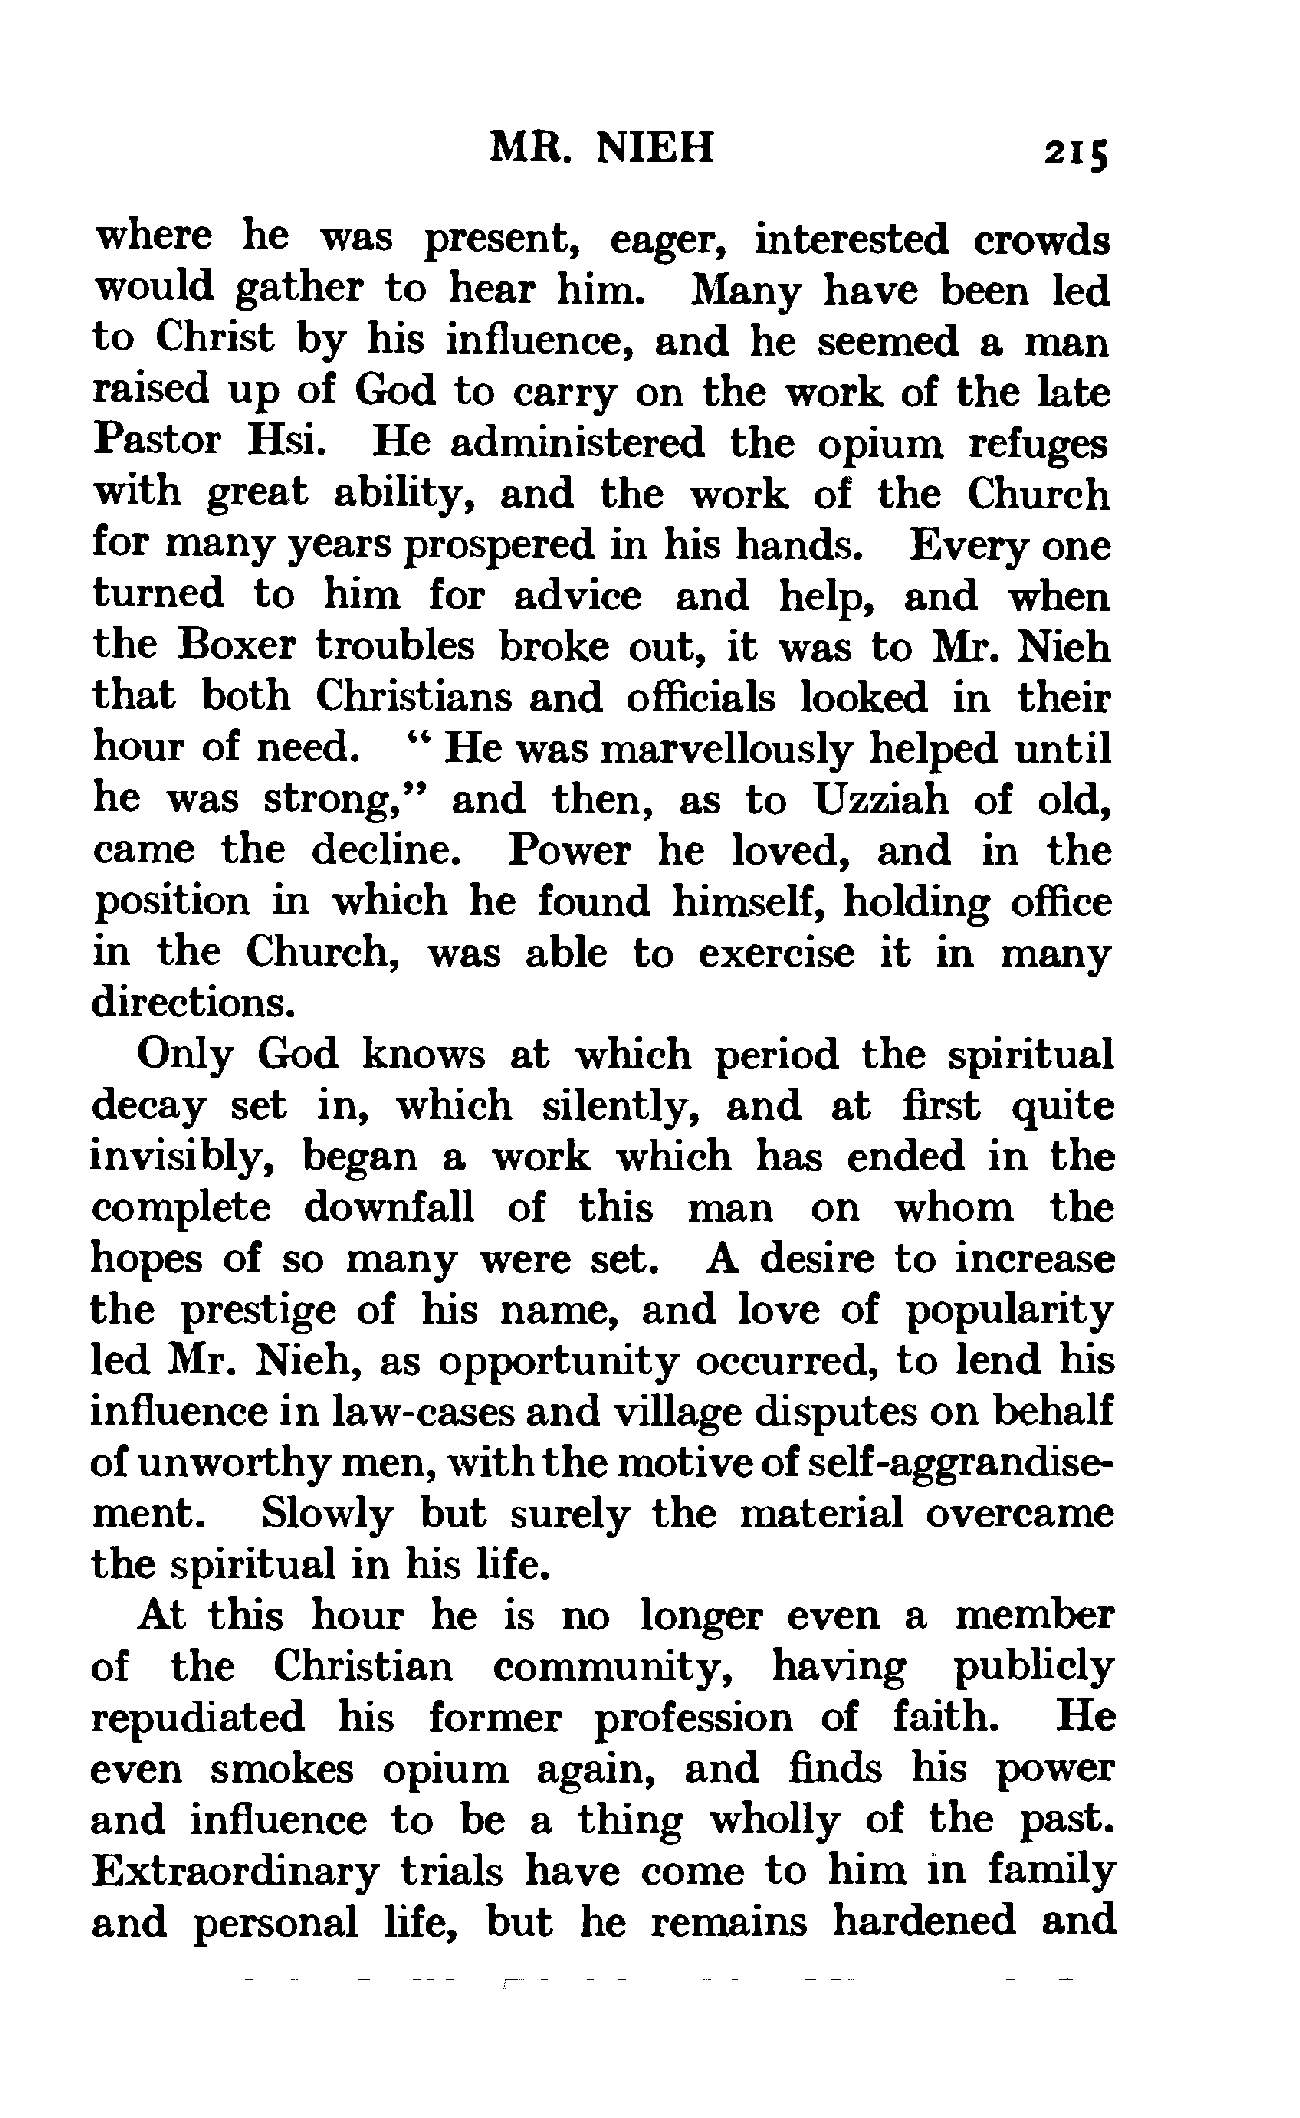 MR. NIEH 215
where he was present, eager, interested crowds
would gather to hear him. Many have been led
to Christ by his influence, and he seemed a man
raised up of God to carry on the work of the late
Pastor Hsi. He administered the opium refuges
with great ability, and the work of the Church
for many years prospered in his hands. Every one
turned to him for advice and help, and when
the Boxer troubles broke out, it was to Mr. Nieh
that both Christians and officials looked in their
hour of need. “ He was marvellously helped until
he was strong,” and then, as to Uzziah of old,
came the decline. Power he loved, and in the
position in which he found himself, holding office
in the Church, was able to exercise it in many
directions.
Only God knows at which period the spiritual
decay set in, which silently, and at first quite
invisibly, began a work which has ended in the
complete downfall of this man on whom the
hopes of so many were set. A desire to increase
the prestige of his name, and love of popularity
led Mr. Nieh, as opportunity occurred, to lend his
influence in law-cases and village disputes on behalf
of unworthy men, with the motive of self-aggrandise-
ment. Slowly but surely the material overcame
the spiritual in his life.
At this hour he is no longer even a member
of the Christian community, having publicly
repudiated his former profession of faith. He
even smokes opium again, and finds his power
and influence to be a thing wholly of the past.
Extraordinary trials have come to him in family
and personal life, but he remains hardened and